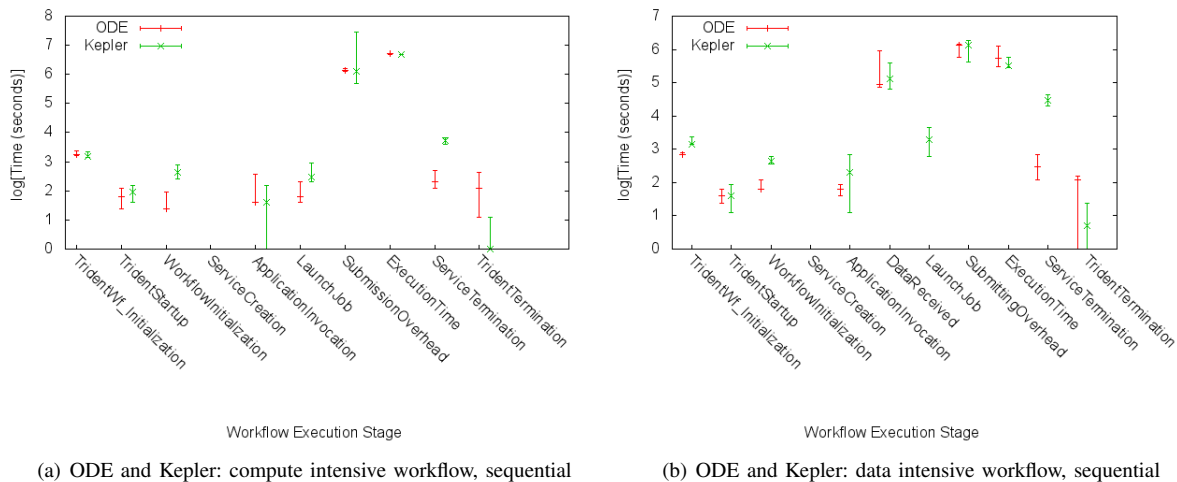 8
7
6
5
4
3
2
1
0
log[Time (seconds)]
ODE
Kepler
TridentWf_Initialization
TridentStartup
WorkflowInitialization
ServiceCreation
ApplicationInvocation
LaunchJob
SubmissionOverhead
ExecutionTime
ServiceTermination
TridentTermination
Workflow Execution Stage
(a) ODE and Kepler: compute intensive workflow, sequential
7
6
5
4
3
2
1
0
log[Time (seconds)]
ODE
Kepler
TridentWf_Initialization
TridentStartup
WorkflowInitialization
ServiceCreation
ApplicationInvocation
DataReceived
LaunchJob
SubmittingOverhead
ExecutionTime
ServiceTermination
TridentTermination
Workflow Execution Stage
(b) ODE and Kepler: data intensive workflow, sequential